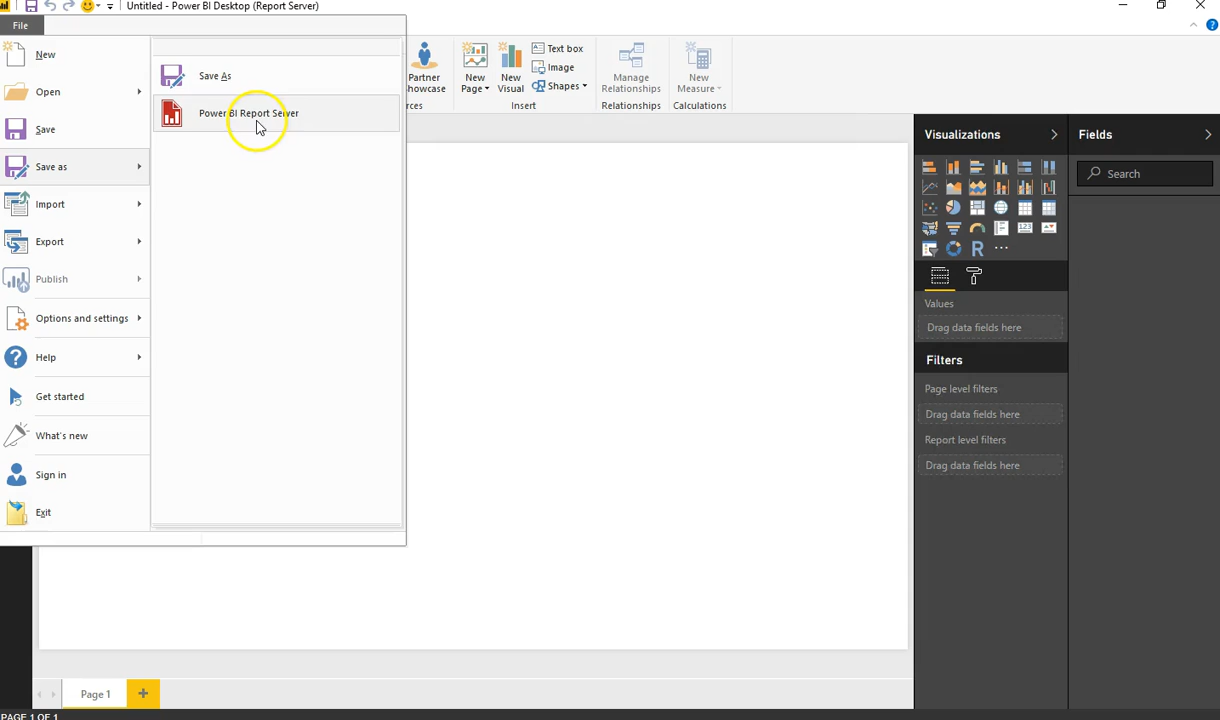 Untitled - Power BI Desktop (Report Server)
File
New
Open
Save
Save as
Import
Export
Publish
Options and settings
Help
Get started
What's new
Sign in
Exit
Save As
Power BI Report Server
Partner
howcase
rces
New
Page
New
Visual
Text box
Image
Shapes
Insert
Manage
Relationships
Relationships
New
Measure
Calculations
Visualizations
R
123
Values
Drag data fields here
Filters
Page level filters
Drag data fields here
Report level filters
Drag data fields here
Fields
Search
Page 1
PAGE 1 OF 1